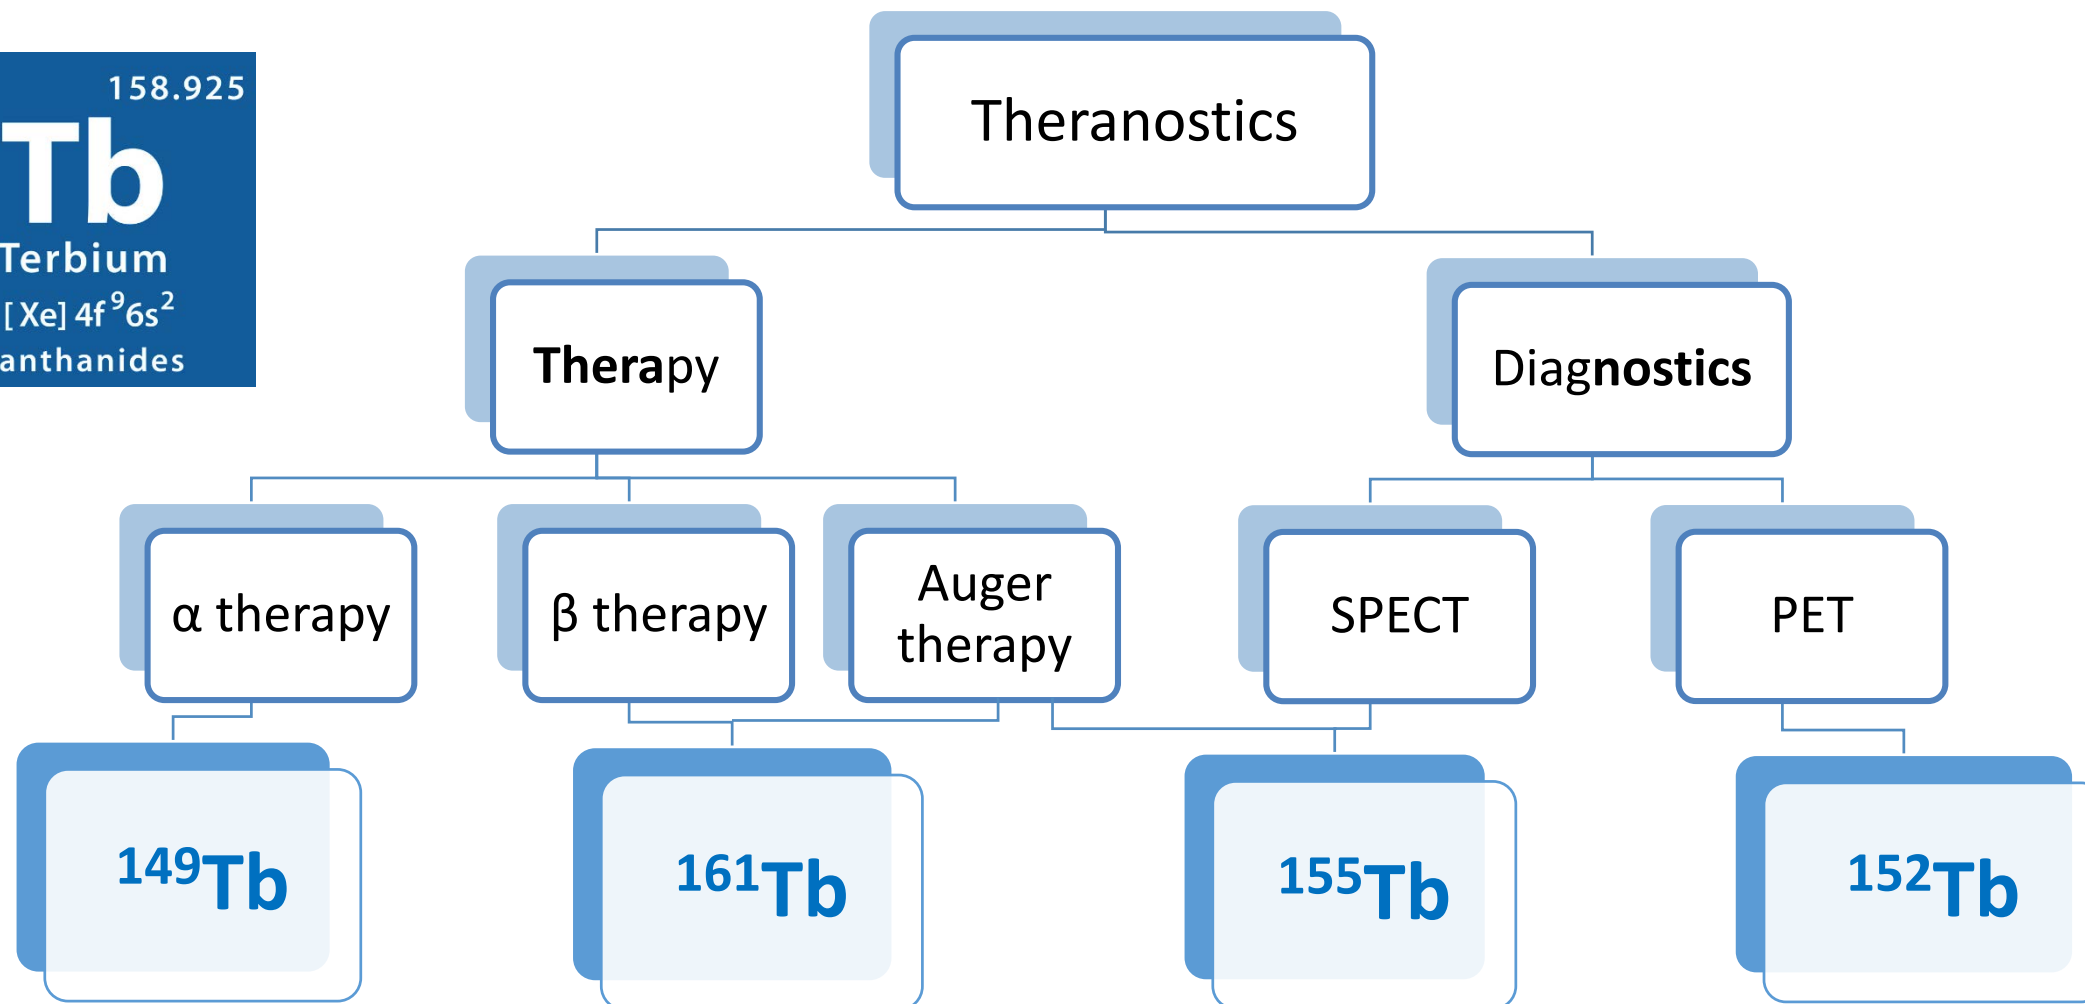 158.925
Tb
Terbium
[Xe] 4f⁹6s²
anthanides
Theranostics
Therapy
Diagnostics
α therapy
β therapy
Auger
therapy
SPECT
PET
¹⁴⁹Tb
¹⁶¹Tb
¹⁵⁵Tb
¹⁵²Tb